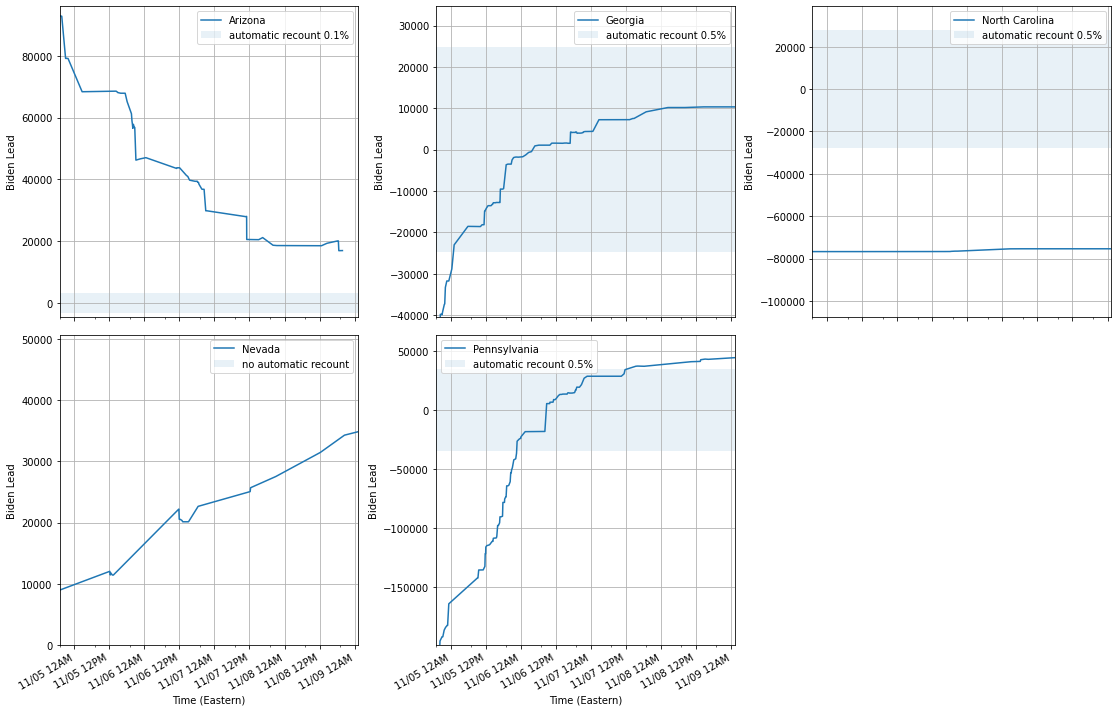 Arizona
automatic recount 0.1%
80000
60000
40000
20000
0
Biden Lead
Georgia
automatic recount 0.5%
30000
20000
10000
0
−10000
−20000
−30000
−40000
Biden Lead
North Carolina
automatic recount 0.5%
20000
0
−20000
−40000
−60000
−80000
−100000
Biden Lead
Nevada
no automatic recount
50000
40000
30000
20000
10000
0
Biden Lead
11/05 12AM
11/05 12PM
11/06 12AM
11/06 12PM
11/07 12AM
11/07 12PM
11/08 12AM
11/08 12PM
11/09 12AM
Time (Eastern)
Pennsylvania
automatic recount 0.5%
50000
0
−50000
−100000
−150000
Biden Lead
11/05 12AM
11/05 12PM
11/06 12AM
11/06 12PM
11/07 12AM
11/07 12PM
11/08 12AM
11/08 12PM
11/09 12AM
Time (Eastern)